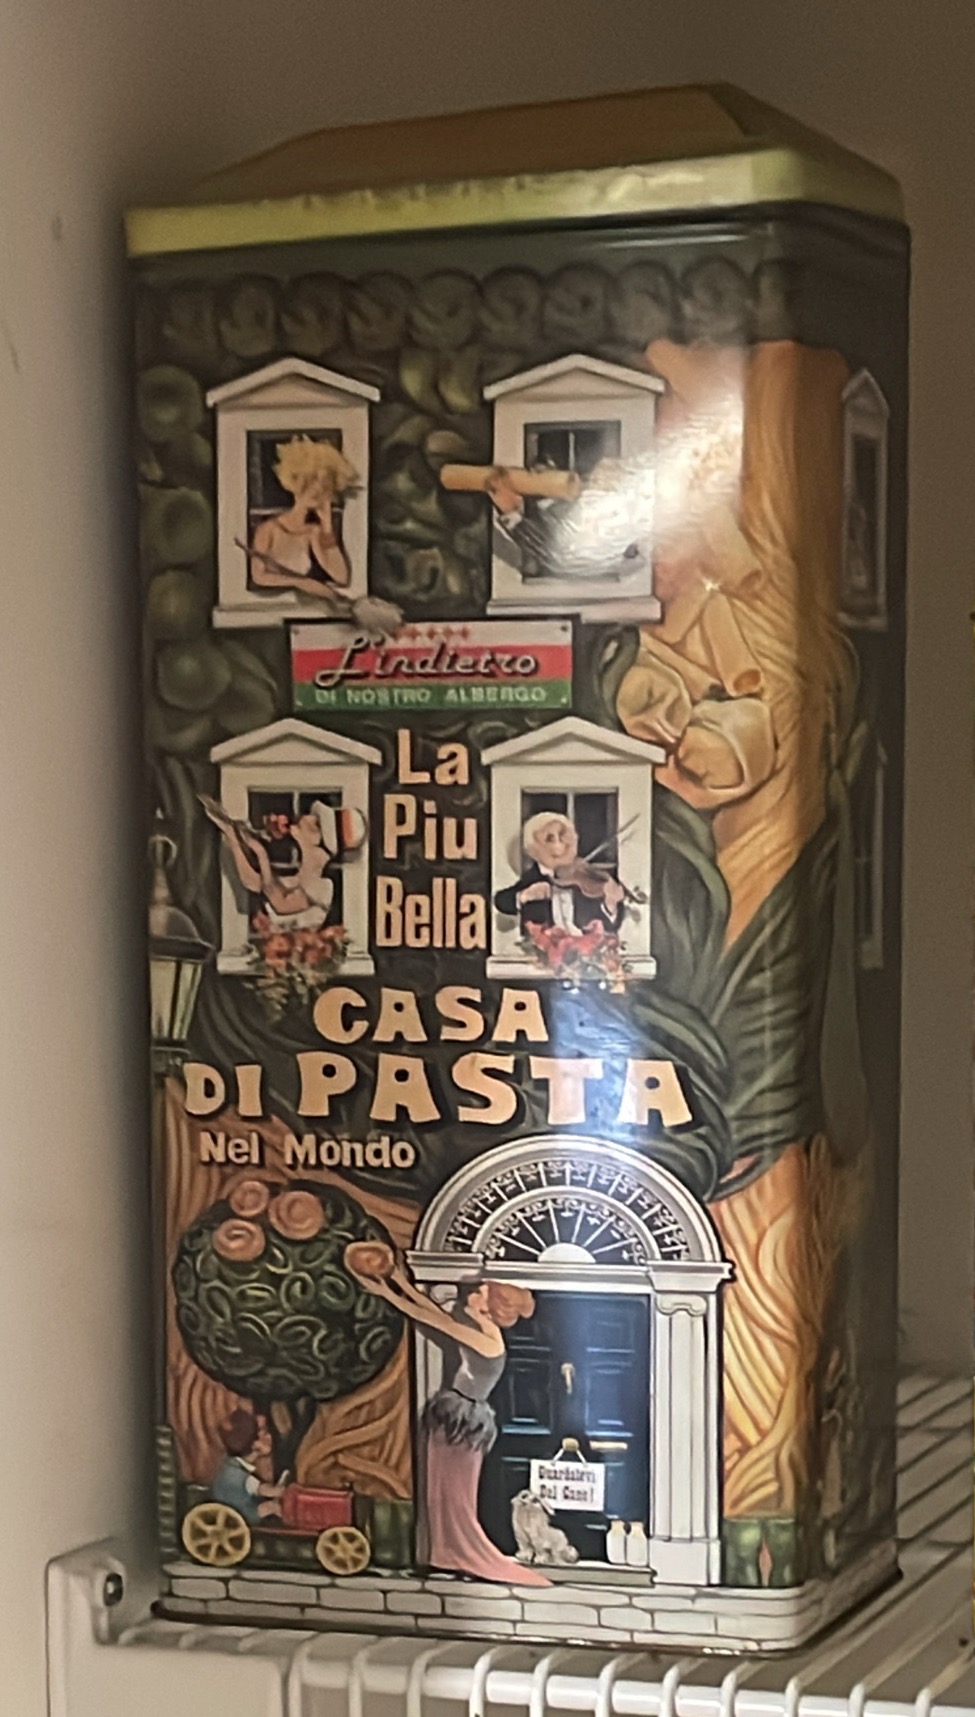 L'indietro
DI NOSTRO ALBERGO
La
Piu
Bella
CASA
DI PASTA
Nel Mondo
Guardatevi
Dal Cane!